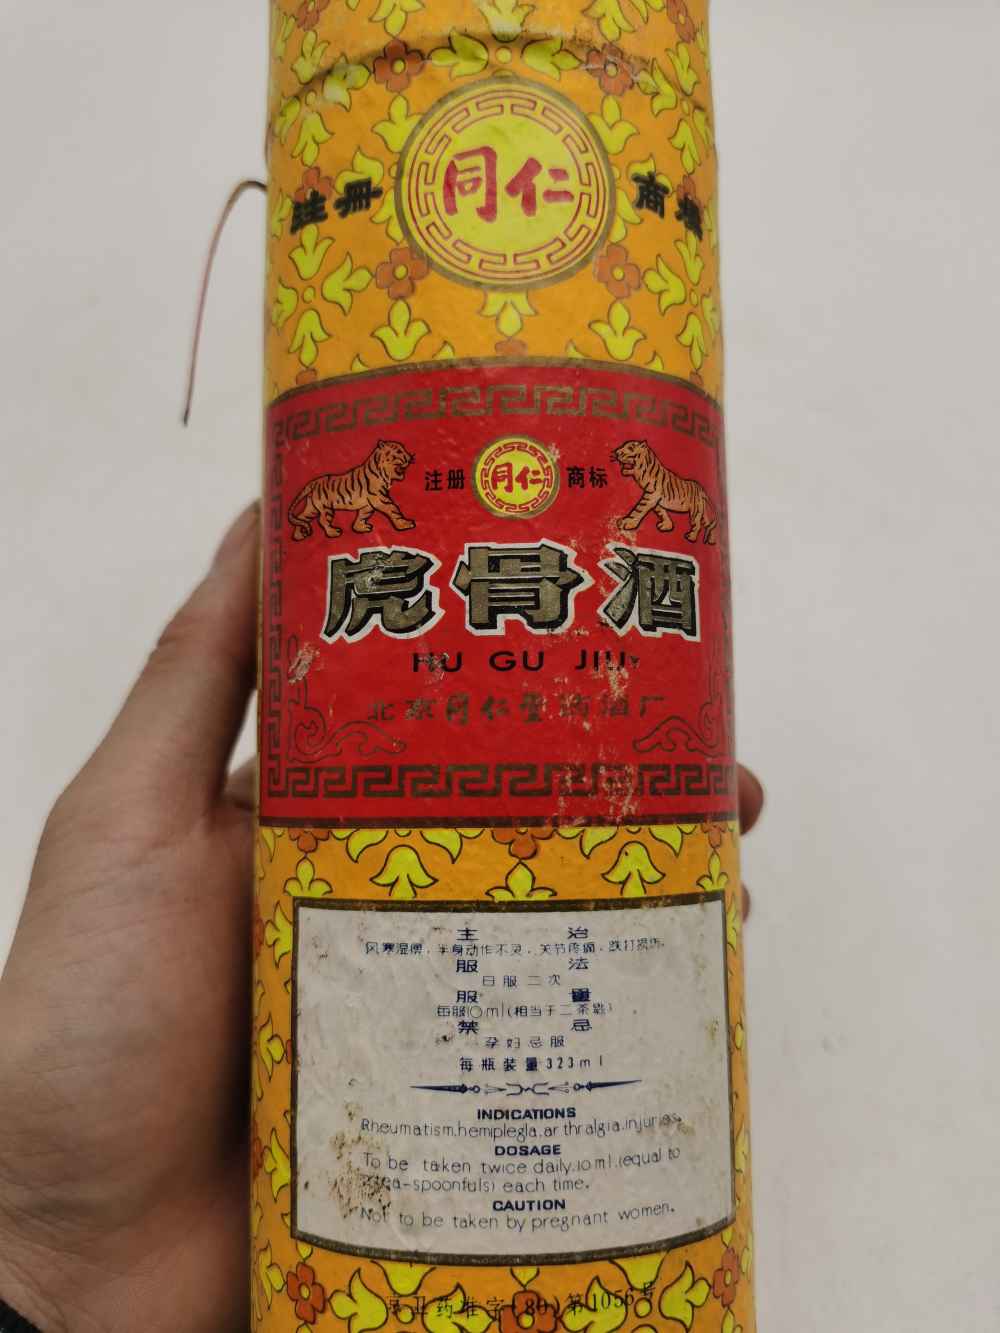 同仁
注册 商标
注册 同仁 商标
虎骨酒
HU GU JIU
北京同仁堂药酒厂
主治
风寒湿痹，半身动作不灵，关节疼痛，跌打损伤。
服法
日服二次
服量
每服10ml(相当于二茶匙)
禁忌
孕妇忌服
每瓶装量323ml
INDICATIONS
Rheumatism.hemiplegla.ar thralgia.injuries.
DOSAGE
To be taken twice daily.10ml.(equal to
tea-spoonfuls) each time.
CAUTION
Not to be taken by pregnant women.
京卫药准字(80)第1056号